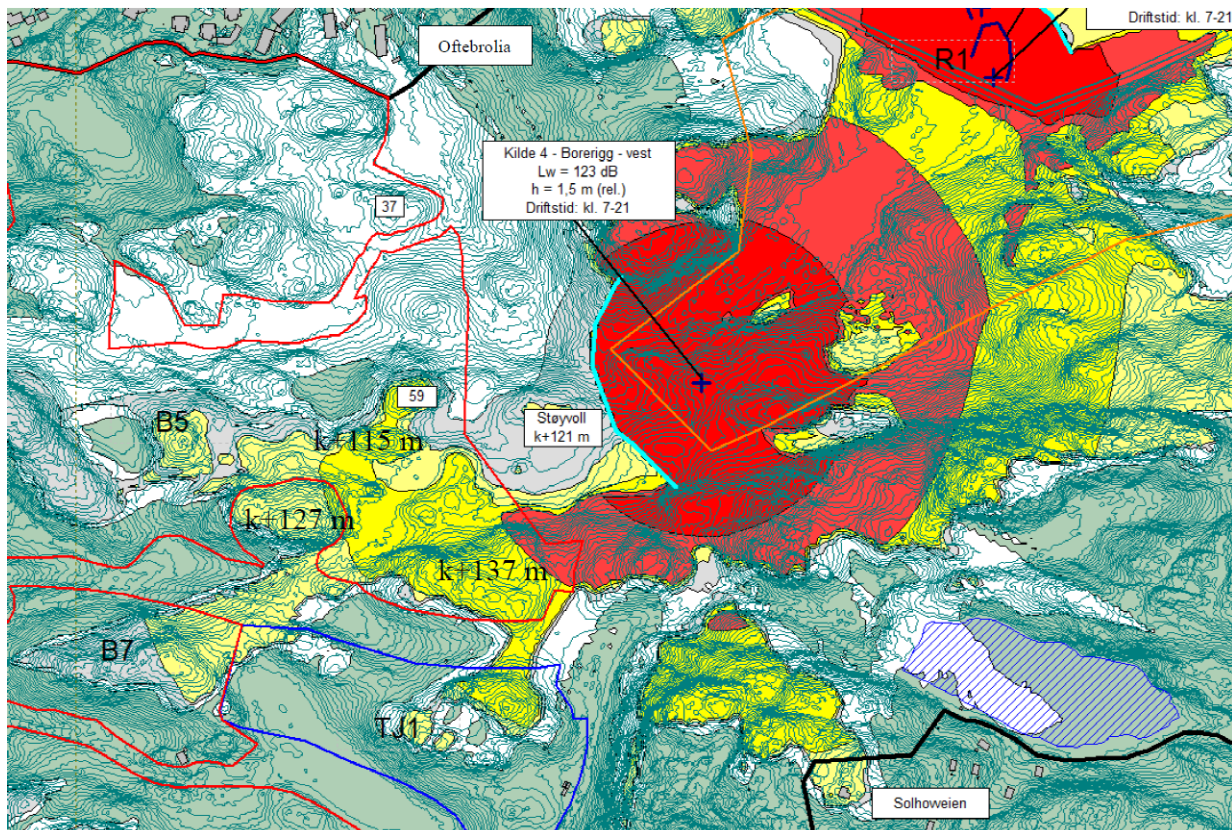 Driftstid: kl. 7-21
Oftebrolia
R1
Kilde 4 - Borerigg - vest
Lw = 123 dB
h = 1,5 m (rel.)
Driftstid: kl. 7-21
37
59
Støyvoll
k+121 m
B5
k+115 m
k+127 m
k+137 m
B7
TJ1
Solhoweien